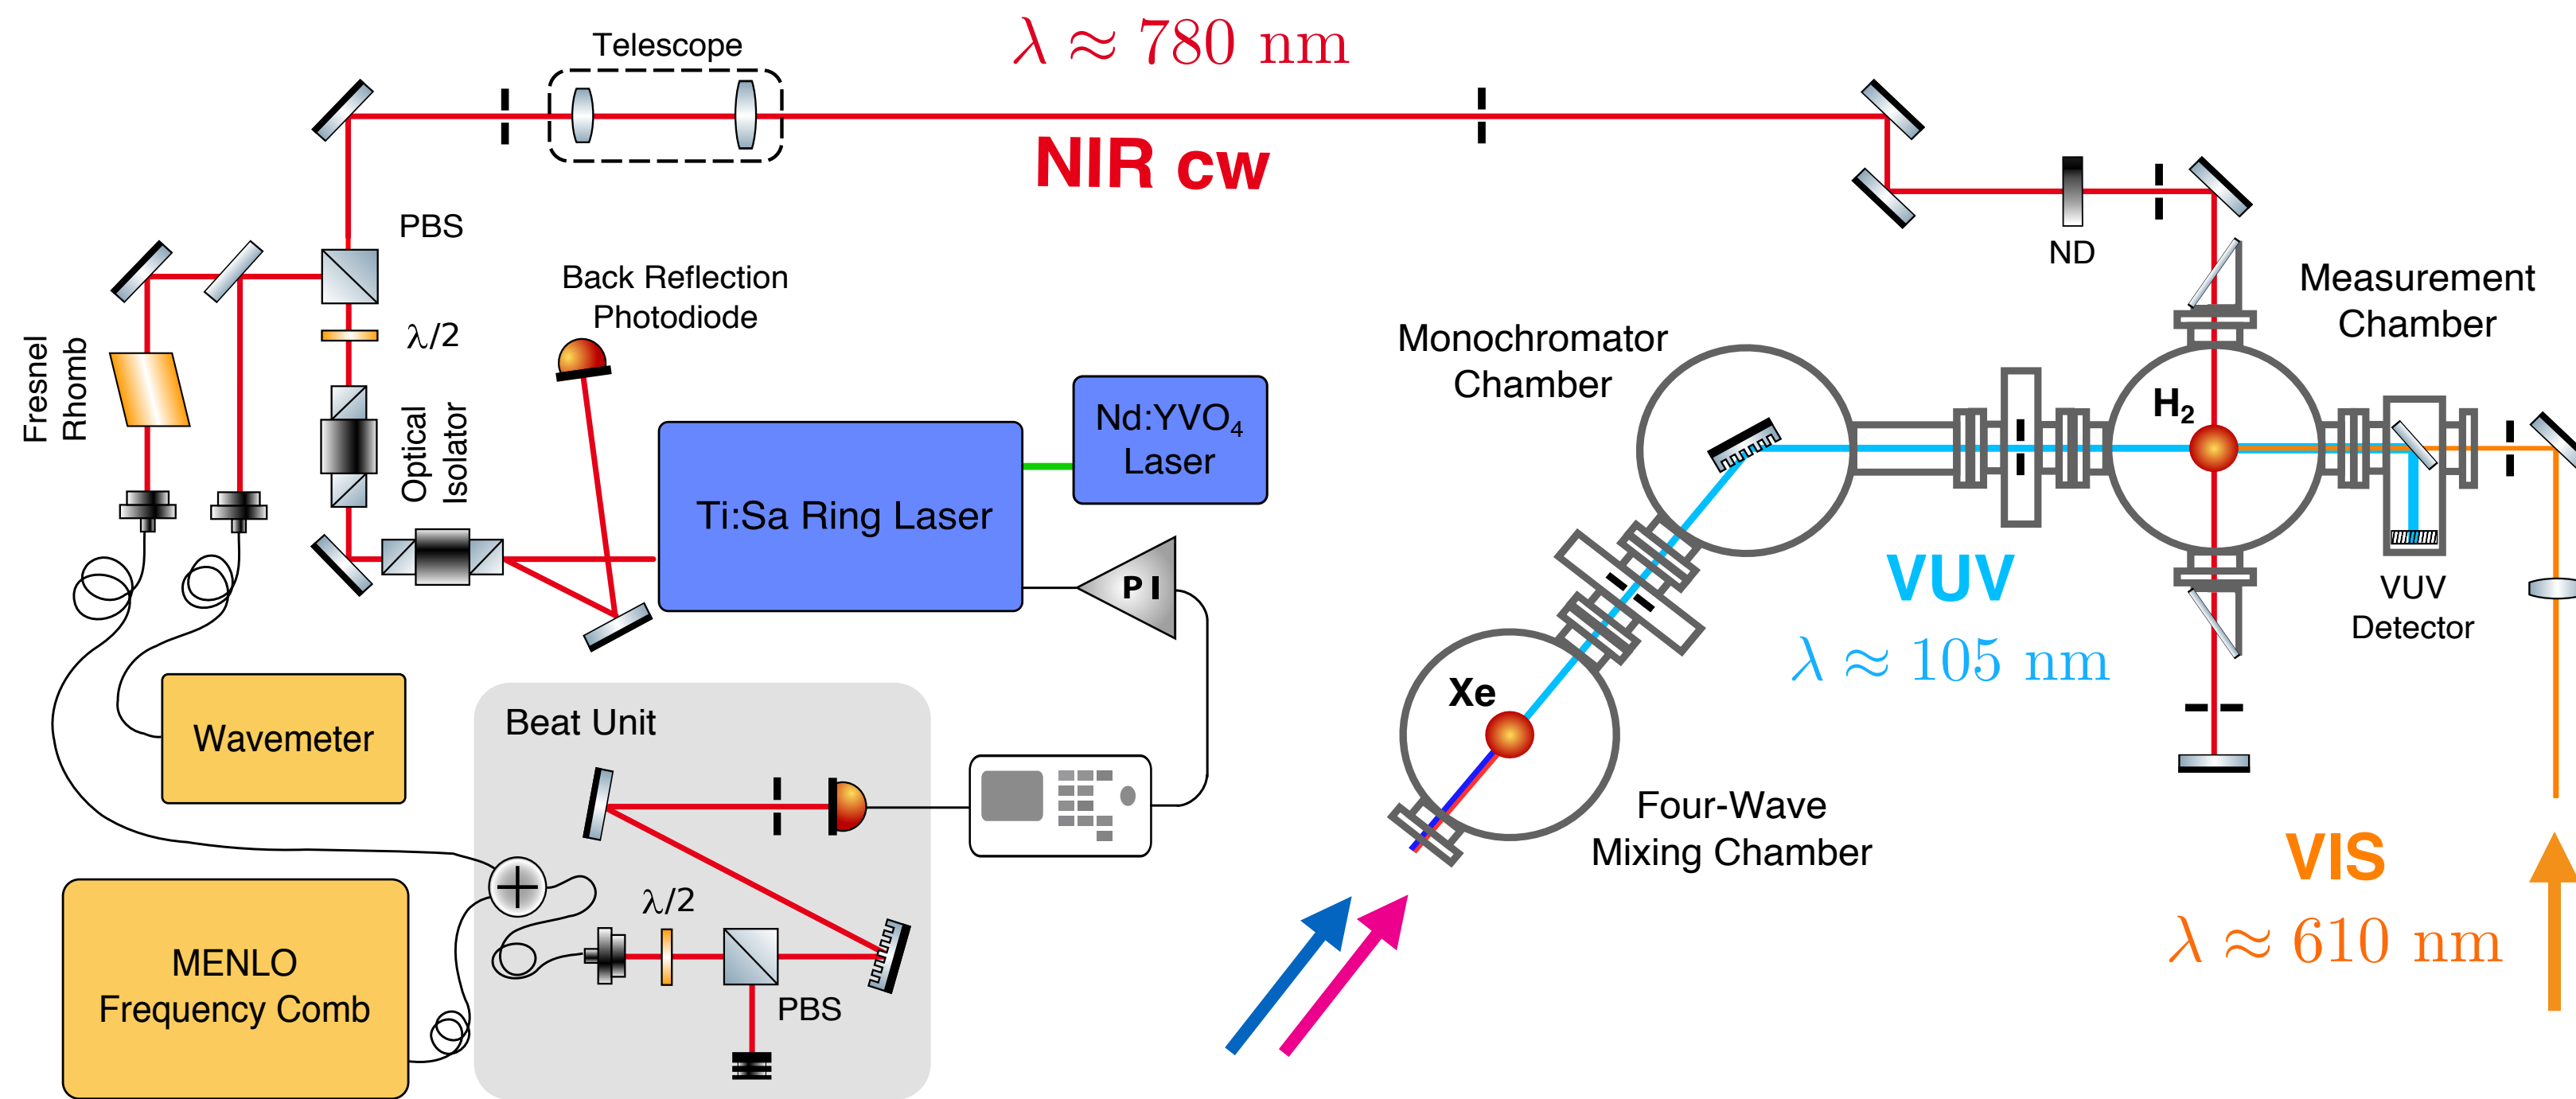 Telescope
λ ≈ 780 nm
NIR cw
PBS
ND
Back Reflection
Photodiode
λ/2
Fresnel
Rhomb
Optical
Isolator
Nd:YVO₄
Laser
Ti:Sa Ring Laser
P I
Monochromator
Chamber
Measurement
Chamber
H₂
VUV
λ ≈ 105 nm
VUV
Detector
Wavemeter
Beat Unit
Xe
Four-Wave
Mixing Chamber
VIS
λ ≈ 610 nm
λ/2
PBS
MENLO
Frequency Comb